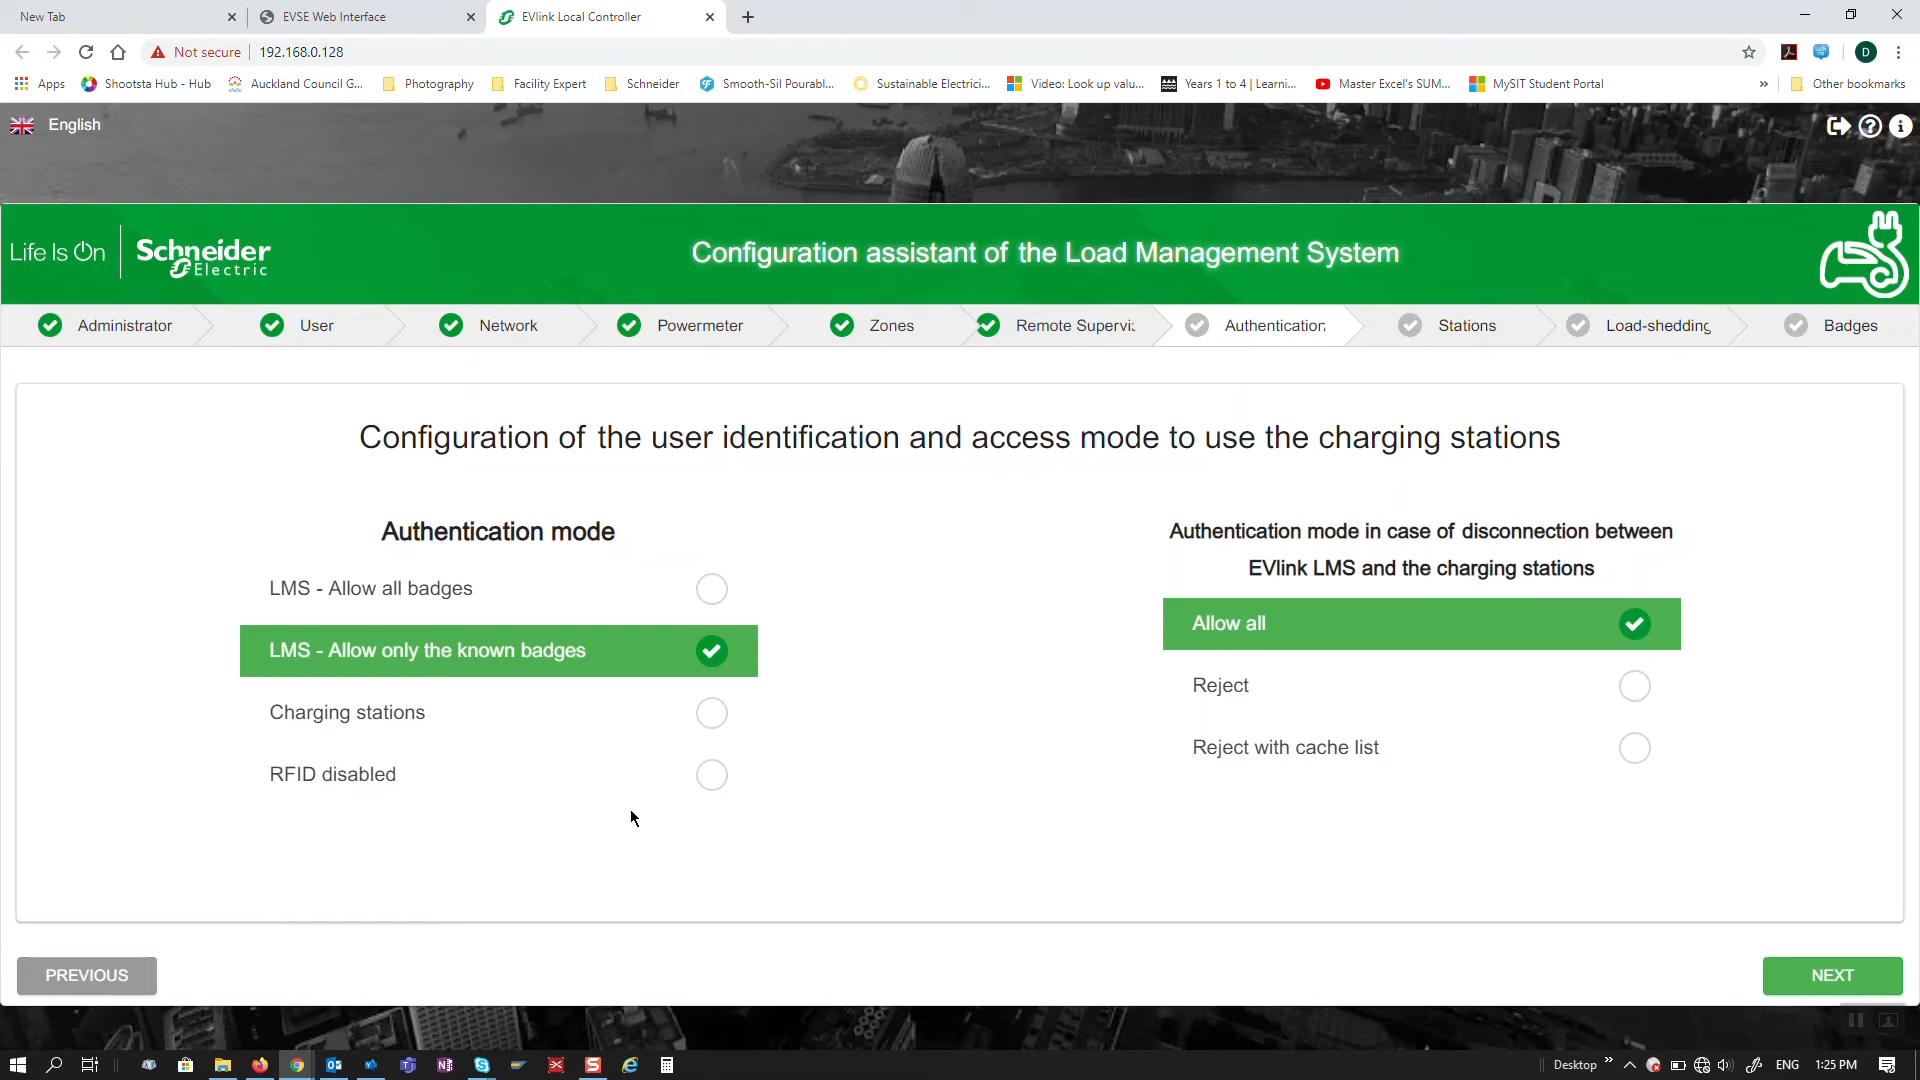 New Tab
EVSE Web Interface
EVlink Local Controller
Not secure
192.168.0.128
D
Apps
Shootsta Hub - Hub
Auckland Council G...
Photography
Facility Expert
Schneider
Smooth-Sil Pourabl...
Sustainable Electrici...
Video: Look up valu...
Years 1 to 4 | Learni...
Master Excel's SUM...
MySIT Student Portal
»
Other bookmarks
English
Life Is On
Schneider
Electric
Configuration assistant of the Load Management System
Administrator
User
Network
Powermeter
Zones
Remote Supervi
Authentication
Stations
Load-shedding
Badges
Configuration of the user identification and access mode to use the charging stations
Authentication mode
LMS - Allow all badges
LMS - Allow only the known badges
Charging stations
RFID disabled
Authentication mode in case of disconnection between
EVlink LMS and the charging stations
Allow all
Reject
Reject with cache list
PREVIOUS
NEXT
Desktop
»
ENG
1:25 PM